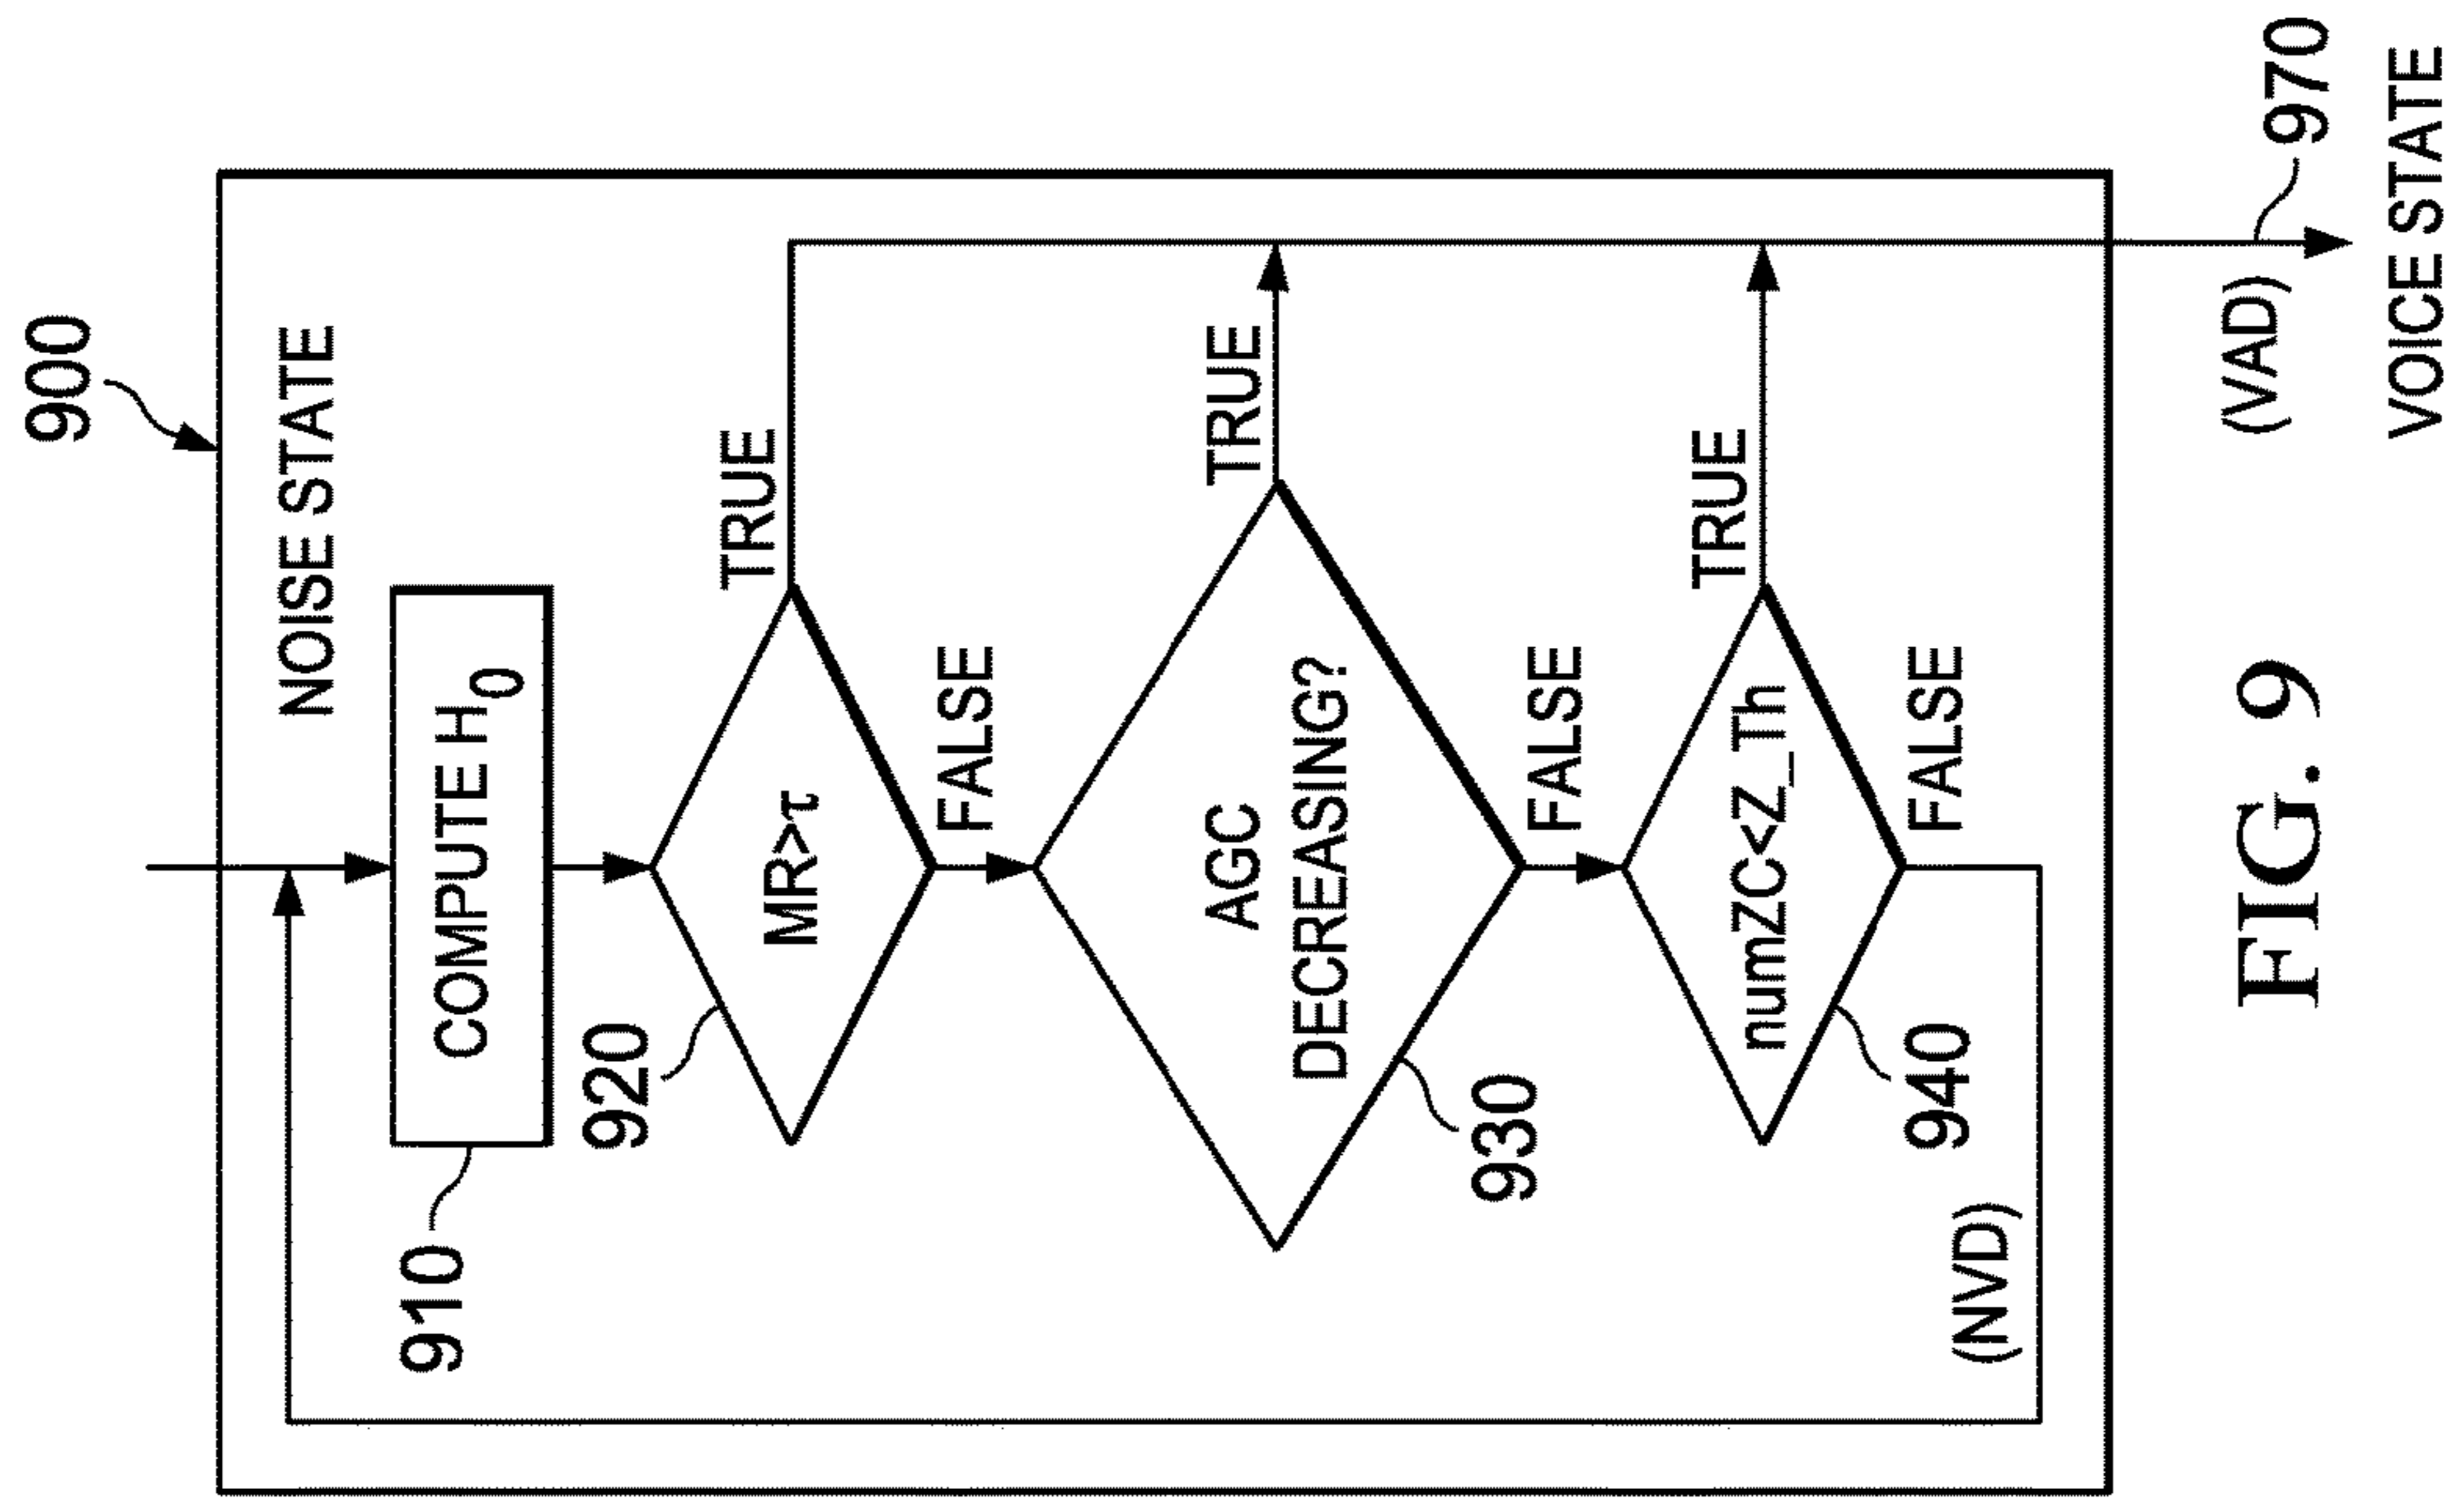 900
NOISE STATE
910
COMPUTE H0
920
MR>τ
TRUE
FALSE
AGC
DECREASING?
TRUE
930
FALSE
numZC<Z_Th
TRUE
940
FALSE
(NVD)
(VAD)
970
VOICE STATE
FIG. 9